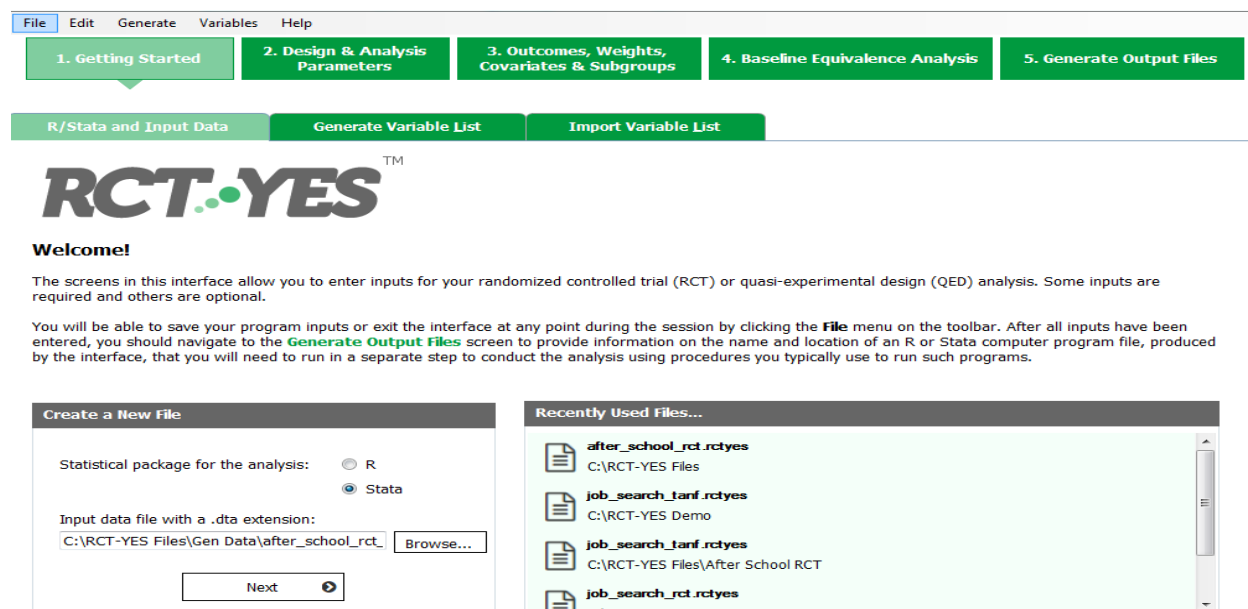 File Edit Generate Variables Help
1. Getting Started
2. Design & Analysis
Parameters
3. Outcomes, Weights,
Covariates & Subgroups
4. Baseline Equivalence Analysis
5. Generate Output Files
R/Stata and Input Data
Generate Variable List
Import Variable List
RCT·YES TM
Welcome!
The screens in this interface allow you to enter inputs for your randomized controlled trial (RCT) or quasi-experimental design (QED) analysis. Some inputs are
required and others are optional.
You will be able to save your program inputs or exit the interface at any point during the session by clicking the File menu on the toolbar. After all inputs have been
entered, you should navigate to the Generate Output Files screen to provide information on the name and location of an R or Stata computer program file, produced
by the interface, that you will need to run in a separate step to conduct the analysis using procedures you typically use to run such programs.
Create a New File
Statistical package for the analysis: R
Stata
Input data file with a .dta extension:
C:\RCT-YES Files\Gen Data\after_school_rct_ Browse...
Next
Recently Used Files...
after_school_rct.rctyes
C:\RCT-YES Files
job_search_tanf.rctyes
C:\RCT-YES Demo
job_search_tanf.rctyes
C:\RCT-YES Files\After School RCT
job_search_rct.rctyes